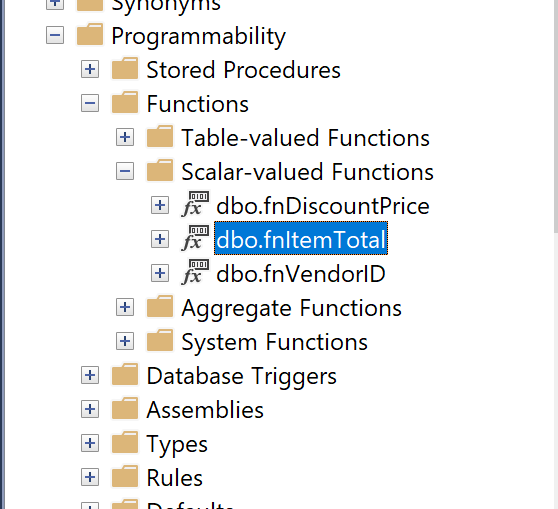 Synonyms
Programmability
Stored Procedures
Functions
Table-valued Functions
Scalar-valued Functions
dbo.fnDiscountPrice
dbo.fnItemTotal
dbo.fnVendorID
Aggregate Functions
System Functions
Database Triggers
Assemblies
Types
Rules
Defaults